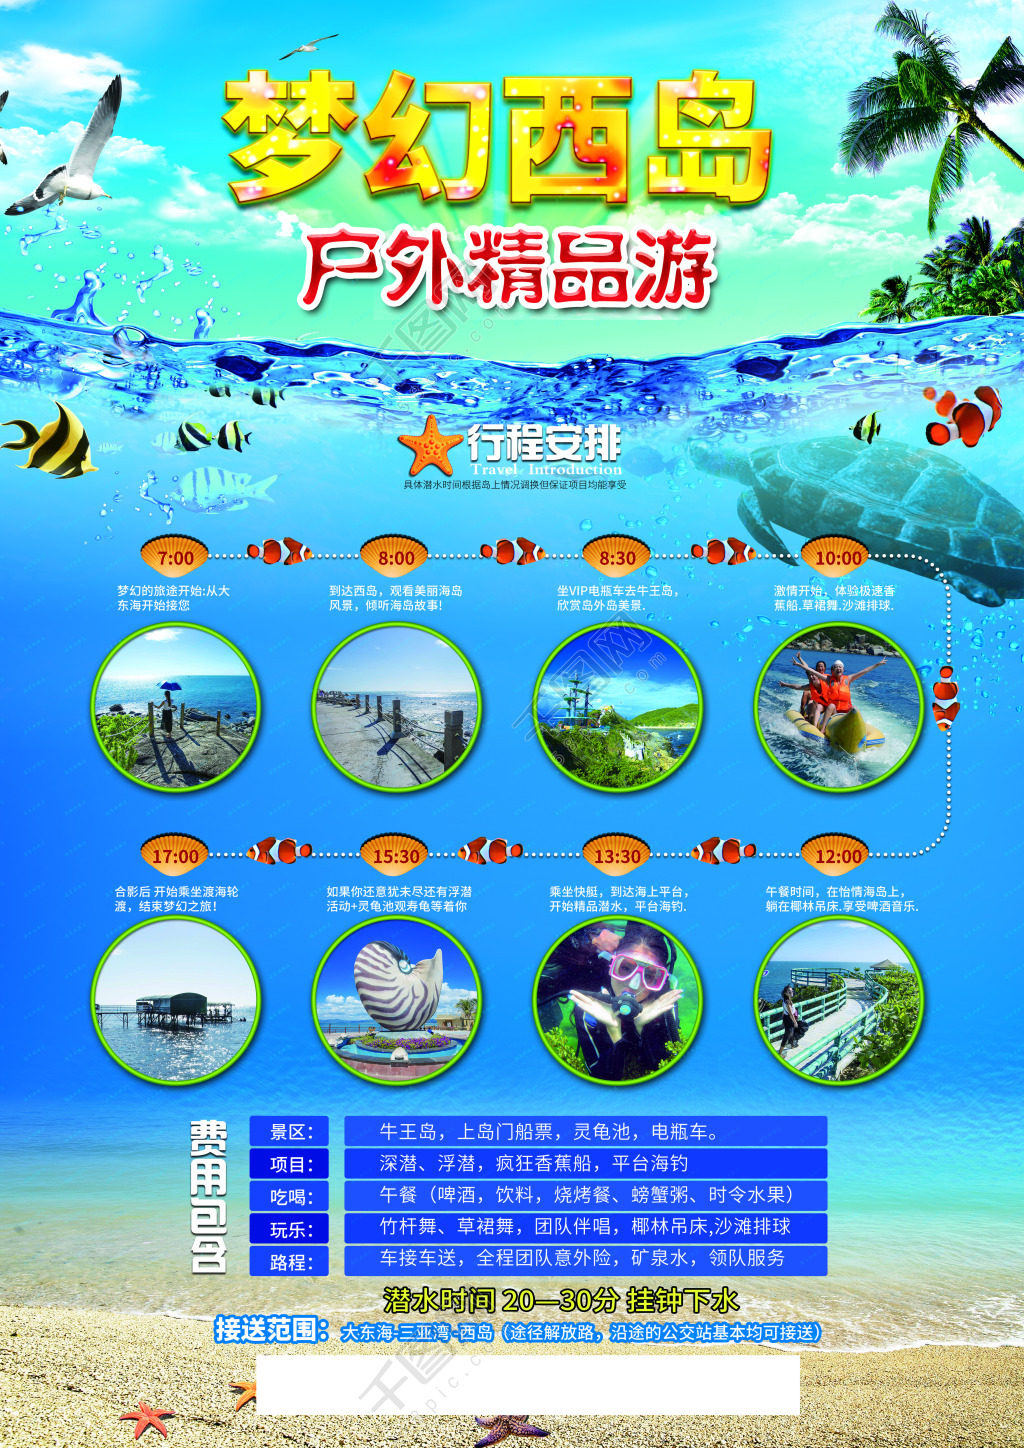 梦幻西岛
户外精品游
行程安排
Travel Introduction
具体潜水时间根据岛上情况调换但保证项目均能享受
7:00
8:00
8:30
10:00
梦幻的旅途开始:从大
东海开始接您
到达西岛，观看美丽海岛
风景，倾听海岛故事!
坐VIP电瓶车去牛王岛，
欣赏岛外岛美景.
激情开始，体验极速香
蕉船.草裙舞.沙滩排球.
17:00
15:30
13:30
12:00
合影后 开始乘坐渡海轮
渡，结束梦幻之旅！
如果你还意犹未尽还有浮潜
活动+灵龟池观寿龟等着你
乘坐快艇，到达海上平台，
开始精品潜水，平台海钓.
午餐时间，在怡情海岛上，
躺在椰林吊床.享受啤酒音乐.
费用包含
景区： 牛王岛，上岛门船票，灵龟池，电瓶车。
项目： 深潜、浮潜，疯狂香蕉船，平台海钓
吃喝： 午餐（啤酒，饮料，烧烤餐、螃蟹粥、时令水果）
玩乐： 竹杆舞、草裙舞，团队伴唱，椰林吊床,沙滩排球
路程： 车接车送，全程团队意外险，矿泉水，领队服务
潜水时间 20—30分 挂钟下水
接送范围：大东海-三亚湾-西岛（途径解放路，沿途的公交站基本均可接送）
千图网